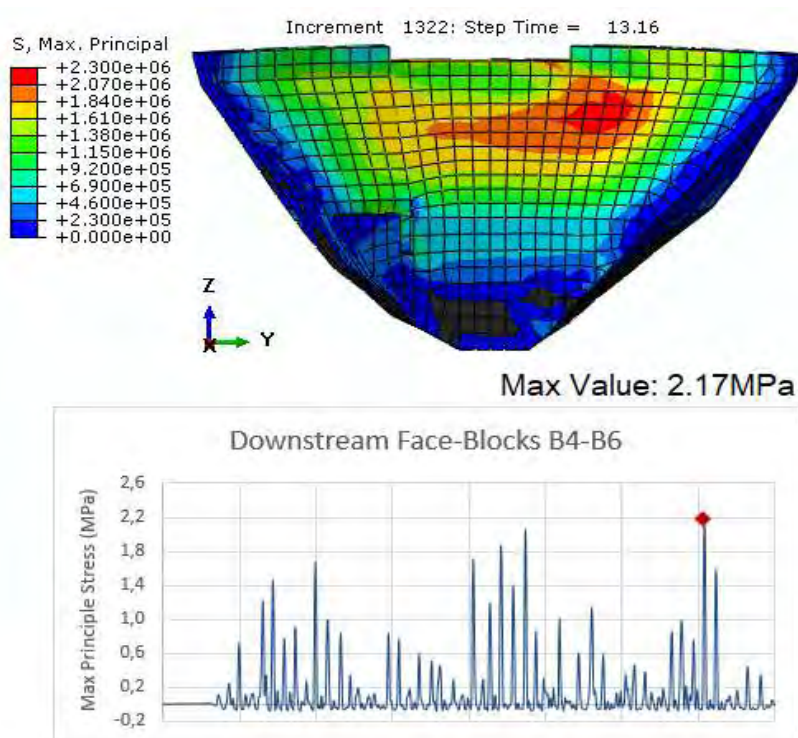 Increment 1322: Step Time = 13.16
S, Max. Principal
+2.300e+06
+2.070e+06
+1.840e+06
+1.610e+06
+1.380e+06
+1.150e+06
+9.200e+05
+6.900e+05
+4.600e+05
+2.300e+05
+0.000e+00
Z
X
Y
Max Value: 2.17MPa
Downstream Face-Blocks B4-B6
Max Principle Stress (MPa)
2,6
2,2
1,8
1,4
1,0
0,6
0,2
-0,2